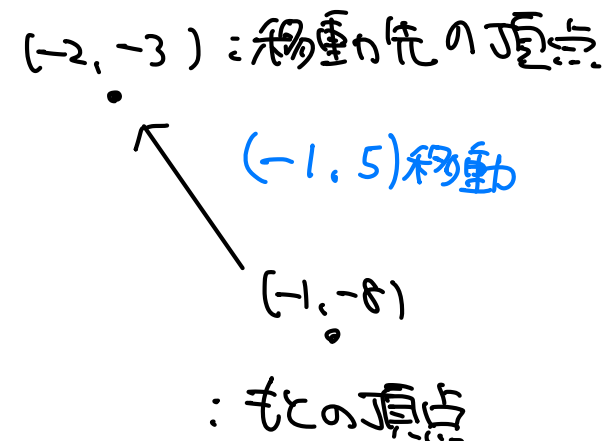 (-2, -3) : 移動先の頂点
(-1, 5)移動
(-1, -8)
: もとの頂点